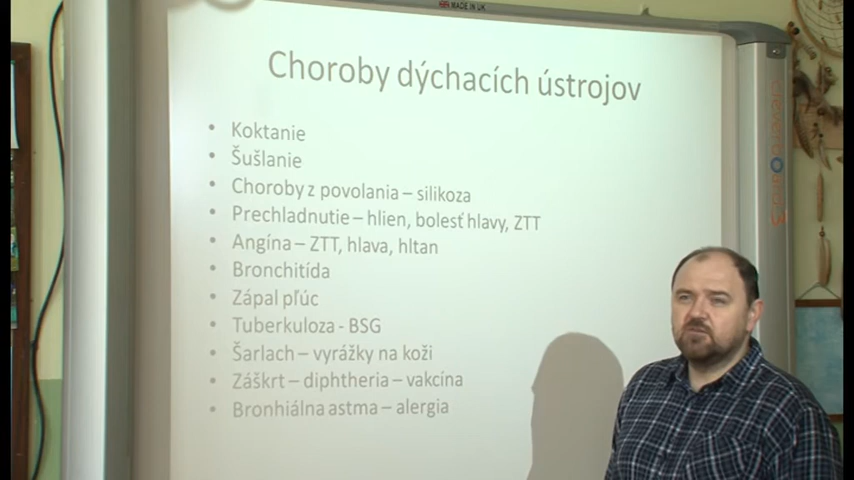 MADE IN UK
Choroby dýchacích ústrojov
• Koktanie
• Šušlanie
• Choroby z povolania – silikoza
• Prechladnutie – hlien, bolesť hlavy, ZTT
• Angína – ZTT, hlava, hltan
• Bronchitída
• Zápal pľúc
• Tuberkuloza - BSG
• Šarlach – vyrážky na koži
• Záškrt – diphtheria – vakcína
• Bronhiálna astma – alergia